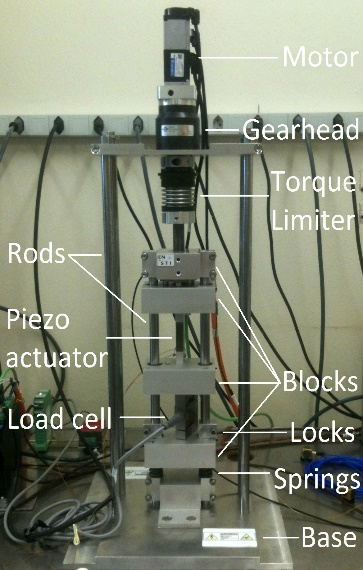 Motor
Gearhead
Torque
Limiter
Rods
Piezo
actuator
Blocks
Load cell
Locks
Springs
Base